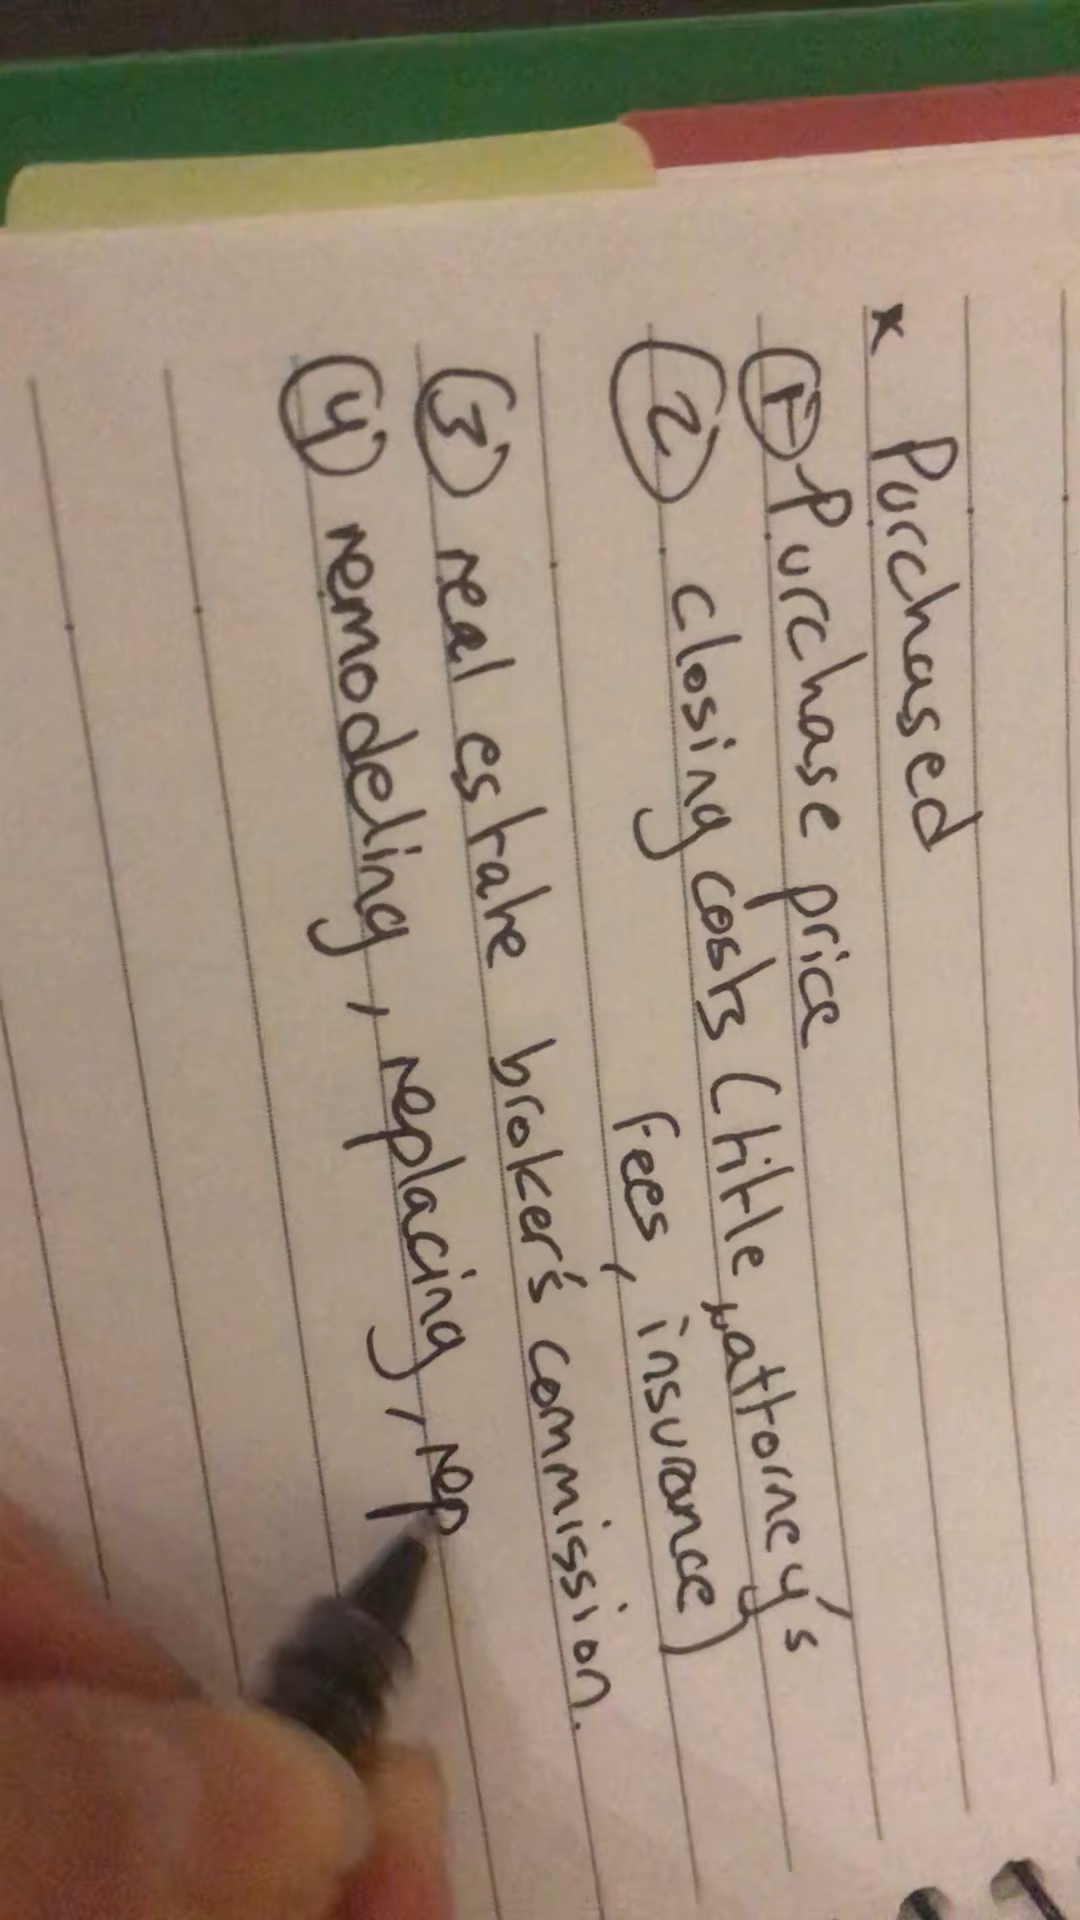 x Purchased
① Purchase price
② closing costs (title, attorney's
fees, insurance)
③ real estate broker's commission.
④ remodeling, replacing, rep